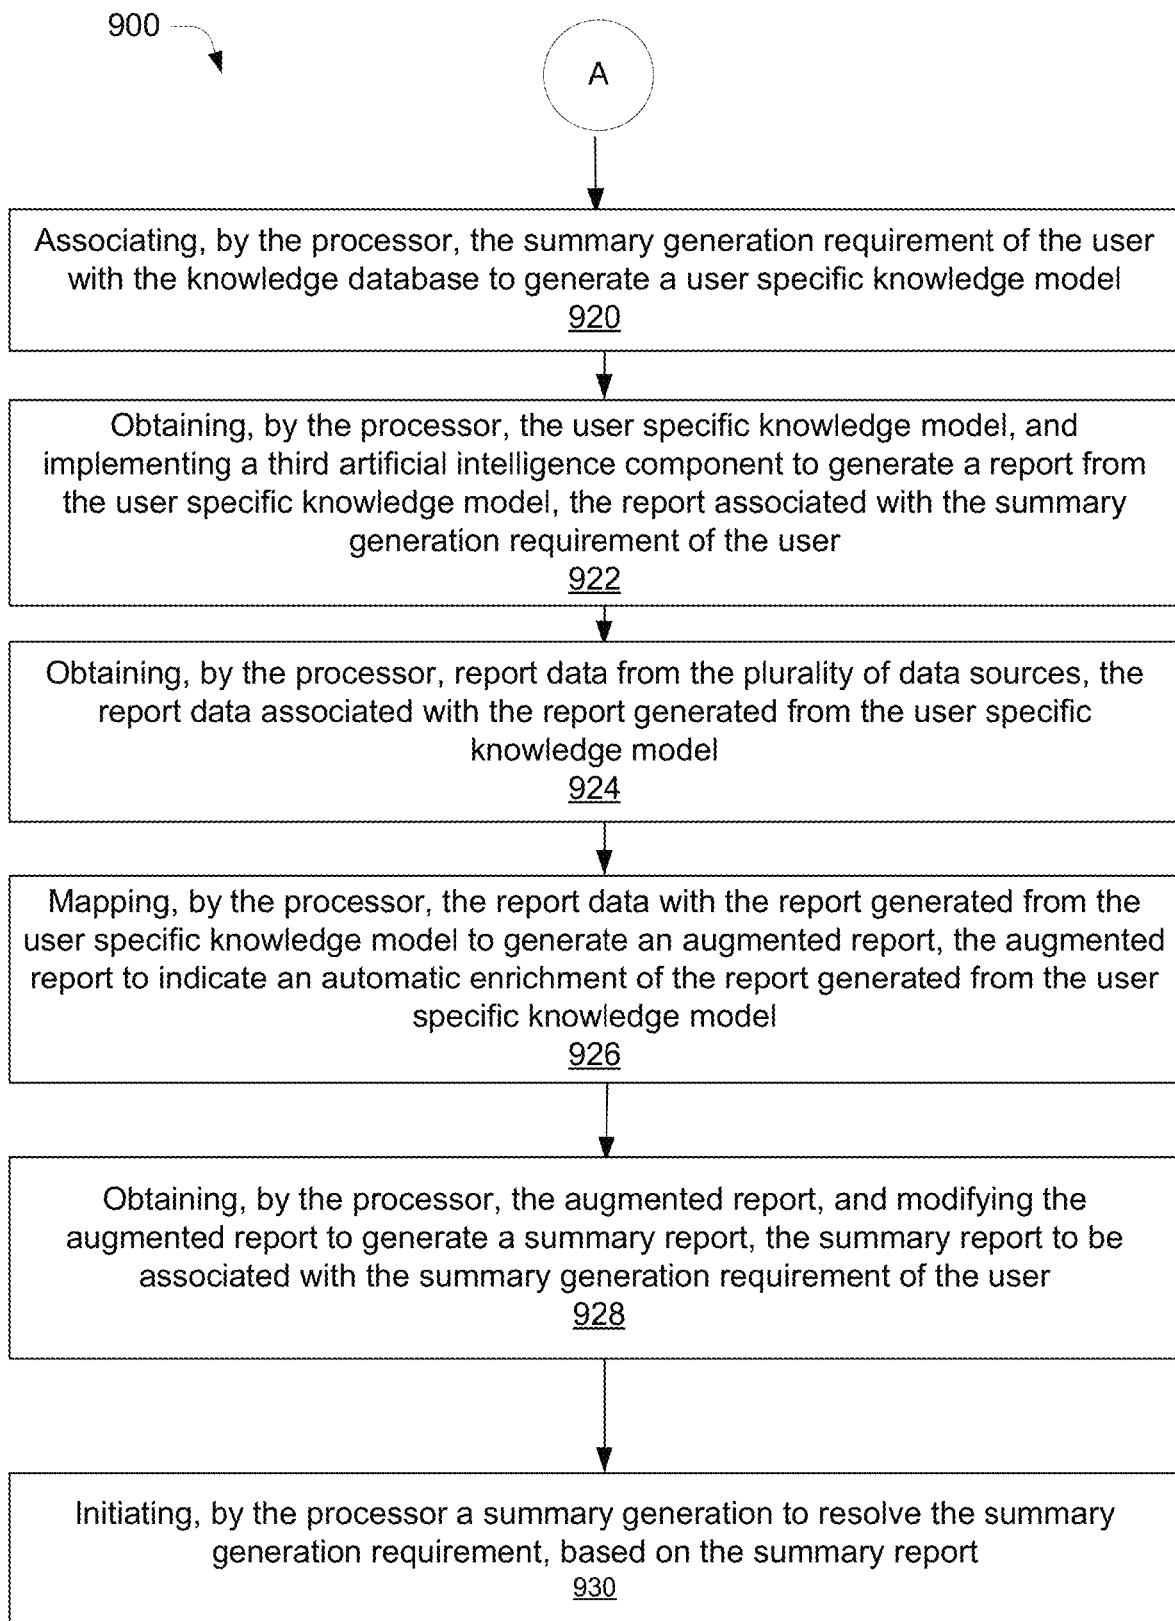 900
A
Associating, by the processor, the summary generation requirement of the user
with the knowledge database to generate a user specific knowledge model
920
Obtaining, by the processor, the user specific knowledge model, and
implementing a third artificial intelligence component to generate a report from
the user specific knowledge model, the report associated with the summary
generation requirement of the user
922
Obtaining, by the processor, report data from the plurality of data sources, the
report data associated with the report generated from the user specific
knowledge model
924
Mapping, by the processor, the report data with the report generated from the
user specific knowledge model to generate an augmented report, the augmented
report to indicate an automatic enrichment of the report generated from the user
specific knowledge model
926
Obtaining, by the processor, the augmented report, and modifying the
augmented report to generate a summary report, the summary report to be
associated with the summary generation requirement of the user
928
Initiating, by the processor a summary generation to resolve the summary
generation requirement, based on the summary report
930